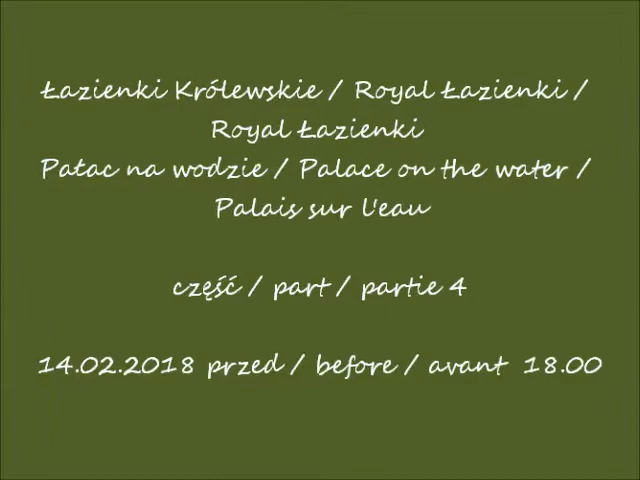 Łazienki Królewskie / Royal Łazienki /
Royal Łazienki
Pałac na wodzie / Palace on the water /
Palais sur l'eau
część / part / partie 4
14.02.2018 przed / before / avant 18.00